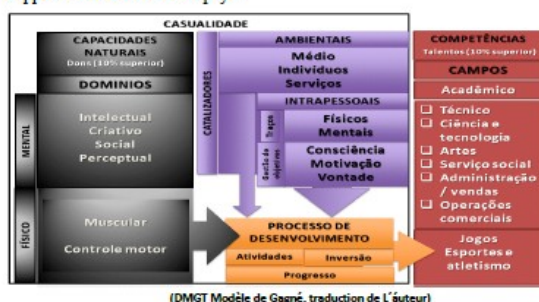 CASUALIDADE
CAPACIDADES
NATURAIS
Dons (10% superior)
DOMINIOS
MENTAL
Intelectual
Criativo
Social
Perceptual
FÍSICO
Muscular
Controle motor
CATALIZADORES
AMBIENTAIS
Médio
Indivíduos
Serviços
INTRAPESSOAIS
Traços
Físicos
Mentais
Gestão de
objetivos
Consciência
Motivação
Vontade
PROCESSO DE
DESENVOLVIMENTO
Atividades
Inversão
Progresso
COMPETÊNCIAS
Talentos (10% superior)
CAMPOS
Acadêmico
❑ Técnico
❑ Ciência e
tecnologia
❑ Artes
❑ Serviço social
❑ Administração
/ vendas
❑ Operações
comerciais
Jogos
Esportes e
atletismo
(DMGT Modèle de Gagné, traduction de L´áuteur)